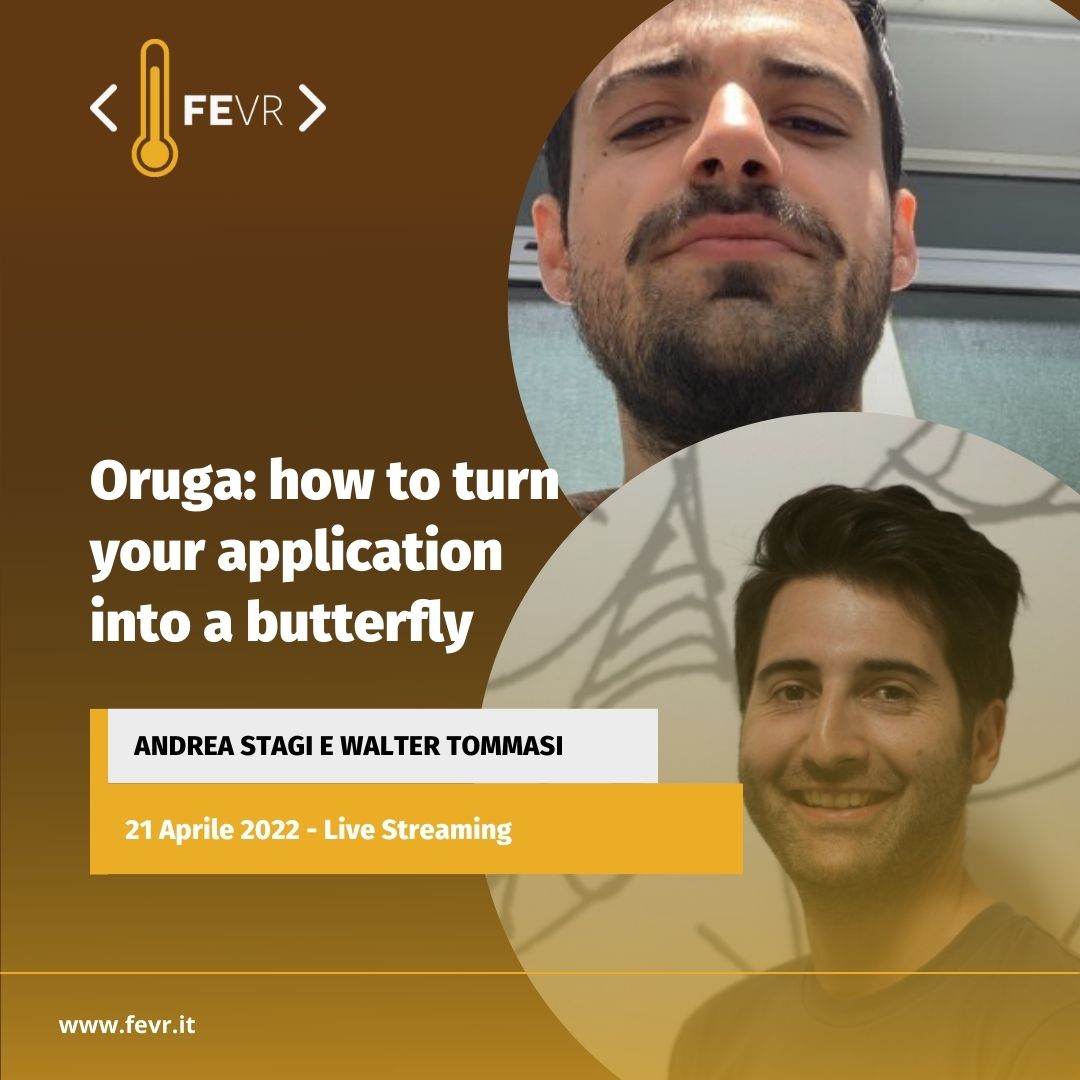 < FEVR >
Oruga: how to turn
your application
into a butterfly
ANDREA STAGI E WALTER TOMMASI
21 Aprile 2022 - Live Streaming
www.fevr.it